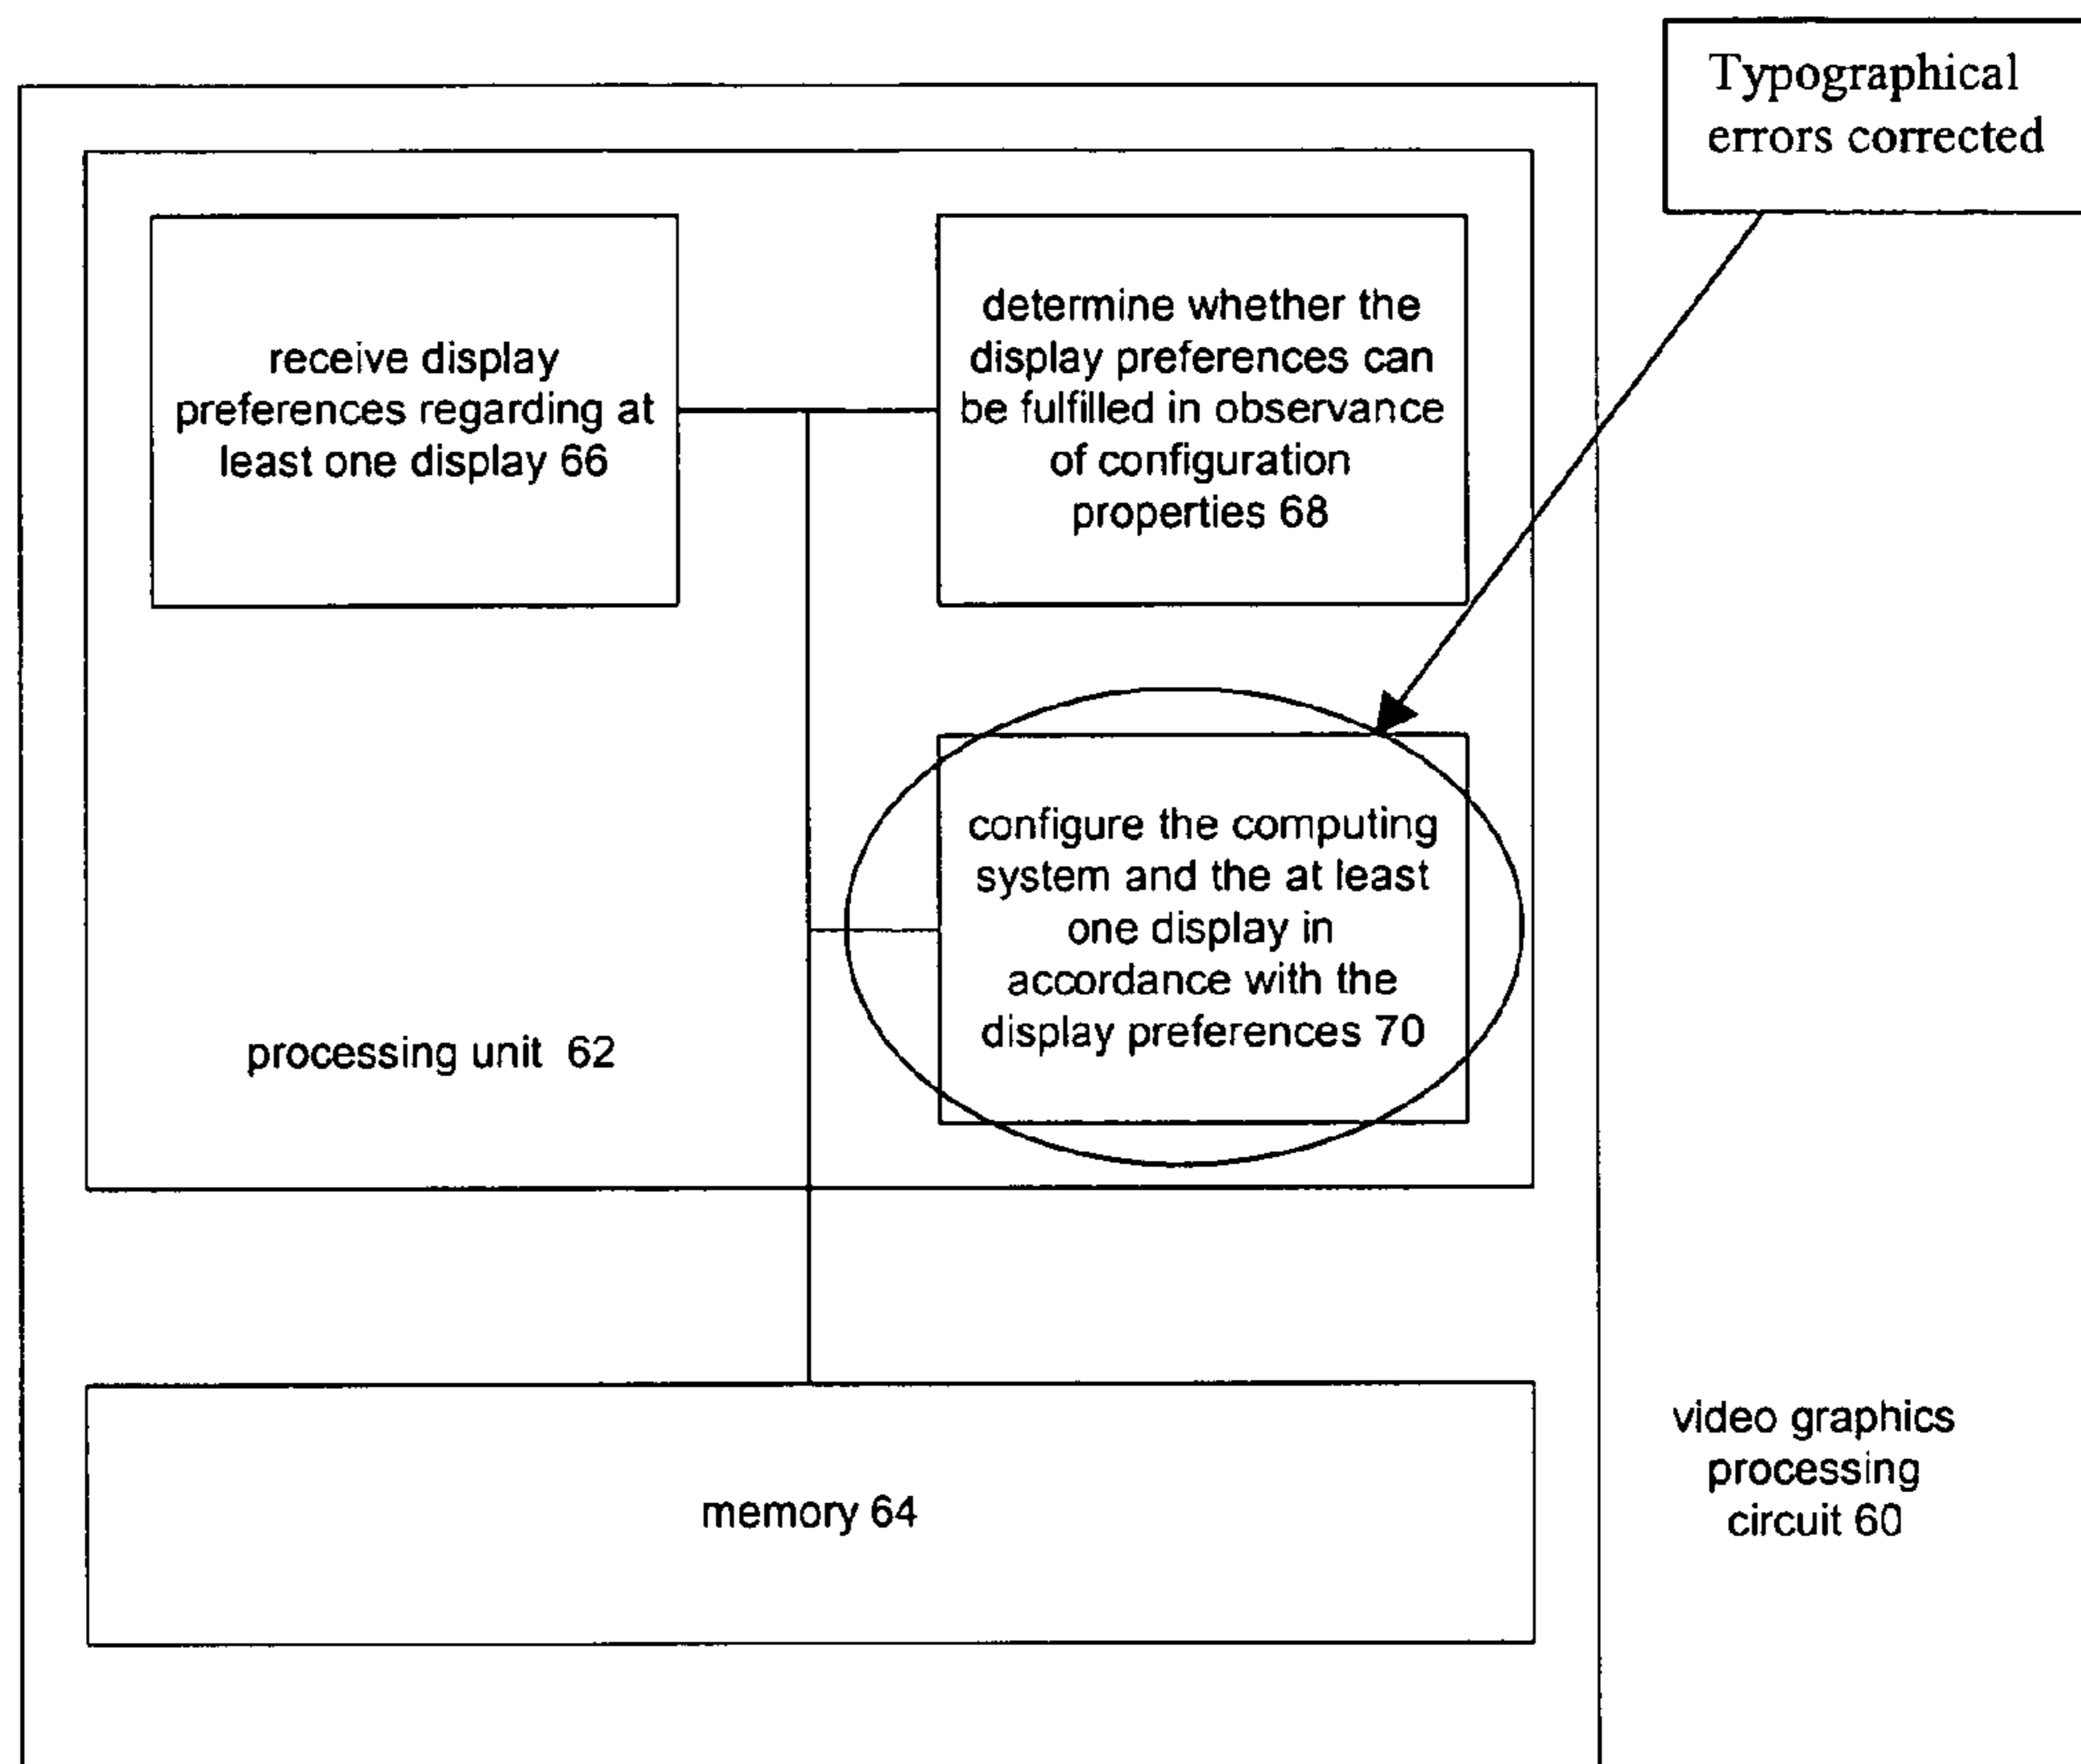 Typographical
errors corrected
receive display
preferences regarding at
least one display 66
determine whether the
display preferences can
be fulfilled in observance
of configuration
properties 68
configure the computing
system and the at least
one display in
accordance with the
display preferences 70
processing unit 62
memory 64
video graphics
processing
circuit 60